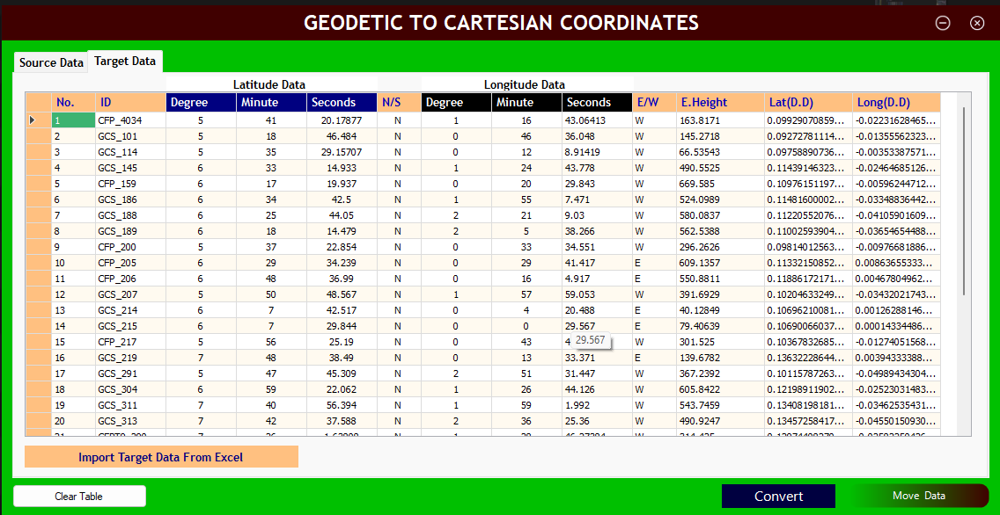 GEODETIC TO CARTESIAN COORDINATES
Source Data Target Data
Latitude Data Longitude Data
No. ID Degree Minute Seconds N/S Degree Minute Seconds E/W E.Height Lat(D.D) Long(D.D)
1 CFP_4034 5 41 20.17877 N 1 16 43.06413 W 163.8171 0.09929070859... -0.02231628465...
2 GCS_101 5 18 46.484 N 0 46 36.048 W 145.2718 0.09272781114... -0.01355562323...
3 GCS_114 5 35 29.15707 N 0 12 8.91419 W 66.53543 0.09758890736... -0.00353387571...
4 GCS_145 6 33 14.933 N 1 24 43.778 W 490.5525 0.11439146323... -0.02464685126...
5 CFP_159 6 17 19.937 N 0 20 29.843 W 669.585 0.10976151197... -0.00596244712...
6 GCS_186 6 34 42.5 N 1 55 7.471 W 524.0989 0.11481600002... -0.03348836442...
7 GCS_188 6 25 44.05 N 2 21 9.03 W 580.0837 0.11220552076... -0.04105901609...
8 GCS_189 6 18 14.479 N 2 5 38.266 W 562.5388 0.11002593904... -0.03654654488...
9 CFP_200 5 37 22.854 N 0 33 34.551 W 296.2626 0.09814012563... -0.00976681886...
10 CFP_205 6 29 34.239 N 0 29 41.417 E 609.1357 0.11332150852... 0.00863655333...
11 CFP_206 6 48 36.99 N 0 16 4.917 E 550.8811 0.11886172171... 0.00467804962...
12 GCS_207 5 50 48.567 N 1 57 59.053 W 391.6929 0.10204633249... -0.03432021743...
13 GCS_214 6 7 42.517 N 0 4 20.488 E 40.12849 0.10696210081... 0.00126288146...
14 GCS_215 6 7 29.844 N 0 0 29.567 E 79.40639 0.10690066037... 0.00014334486...
15 CFP_217 5 56 25.19 N 0 43 4 W 301.525 0.10367832685... -0.01274051568...
29.567
16 GCS_219 7 48 38.49 N 0 13 33.371 E 139.6782 0.13632228644... 0.00394333388...
17 GCS_291 5 47 45.309 N 2 51 31.447 W 367.2392 0.10115787263... -0.04989434304...
18 GCS_304 6 59 22.062 N 1 26 44.126 W 605.8422 0.12198911902... -0.02523031483...
19 GCS_311 7 40 56.394 N 1 59 1.992 W 543.7459 0.13408198181... -0.03462535431...
20 GCS_313 7 42 37.588 N 2 36 25.36 W 490.9247 0.13457258417... -0.04550150930...
Import Target Data From Excel
Clear Table Convert Move Data